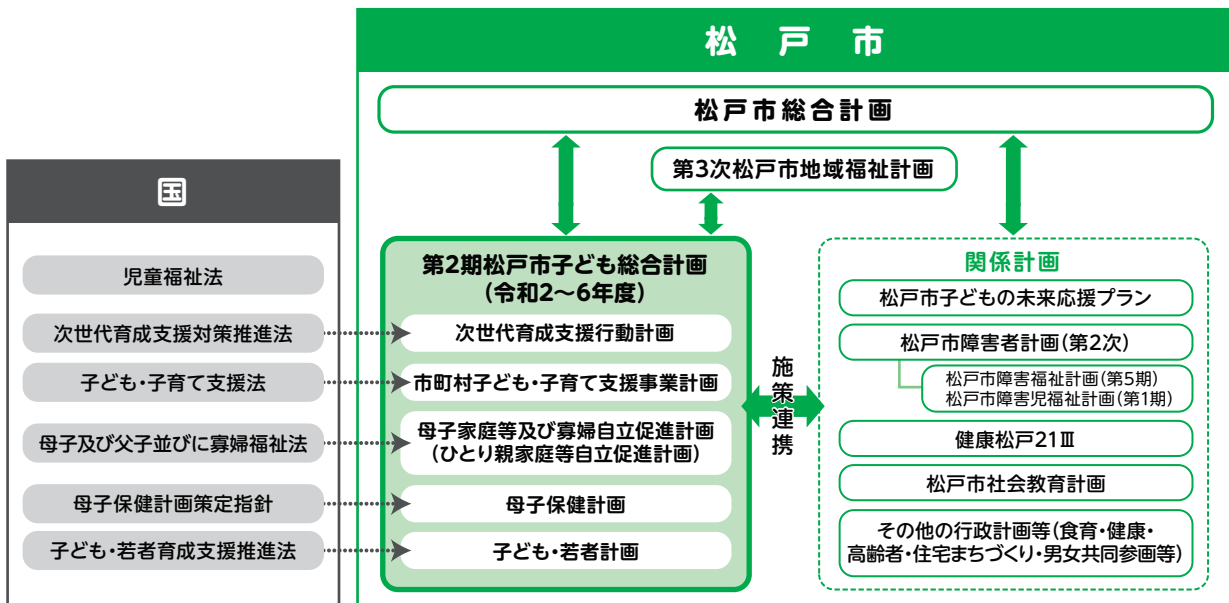 松戸市
松戸市総合計画
第3次松戸市地域福祉計画
国
児童福祉法
次世代育成支援対策推進法
子ども・子育て支援法
母子及び父子並びに寡婦福祉法
母子保健計画策定指針
子ども・若者育成支援推進法
第2期松戸市子ども総合計画
(令和2〜6年度)
次世代育成支援行動計画
市町村子ども・子育て支援事業計画
母子家庭等及び寡婦自立促進計画
(ひとり親家庭等自立促進計画)
母子保健計画
子ども・若者計画
施策連携
関係計画
松戸市子どもの未来応援プラン
松戸市障害者計画(第2次)
松戸市障害福祉計画(第5期)
松戸市障害児福祉計画(第1期)
健康松戸21Ⅲ
松戸市社会教育計画
その他の行政計画等(食育・健康・
高齢者・住宅まちづくり・男女共同参画等)